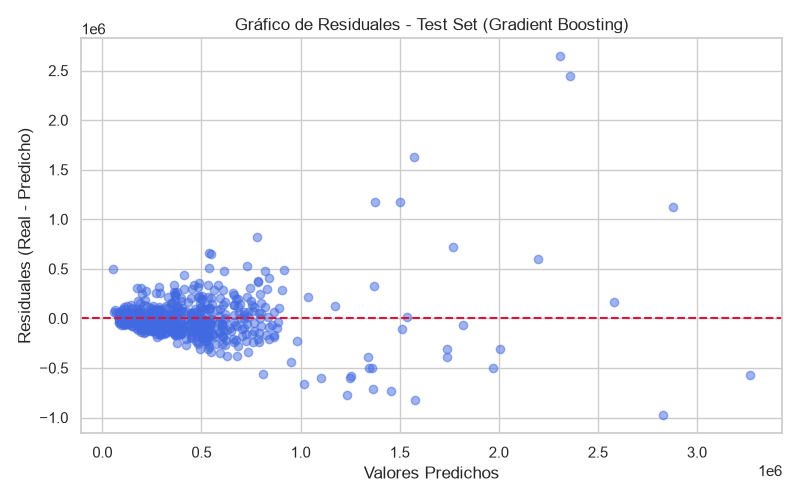 Gráfico de Residuales - Test Set (Gradient Boosting)
1e6
2.5
2.0
1.5
1.0
0.5
0.0
−0.5
−1.0
Residuales (Real - Predicho)
0.0 0.5 1.0 1.5 2.0 2.5 3.0
1e6
Valores Predichos